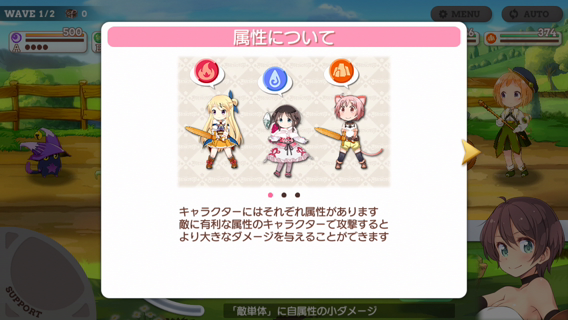 WAVE 1/2
0
MENU
AUTO
500
374
属性について
キャラクターにはそれぞれ属性があります
敵に有利な属性のキャラクターで攻撃すると
より大きなダメージを与えることができます
SUPPORT
「敵単体」に自属性の小ダメージ